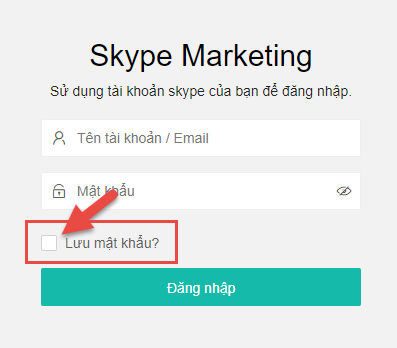 Skype Marketing
Sử dụng tài khoản skype của bạn để đăng nhập.
Tên tài khoản / Email
Mật khẩu
Lưu mật khẩu?
Đăng nhập